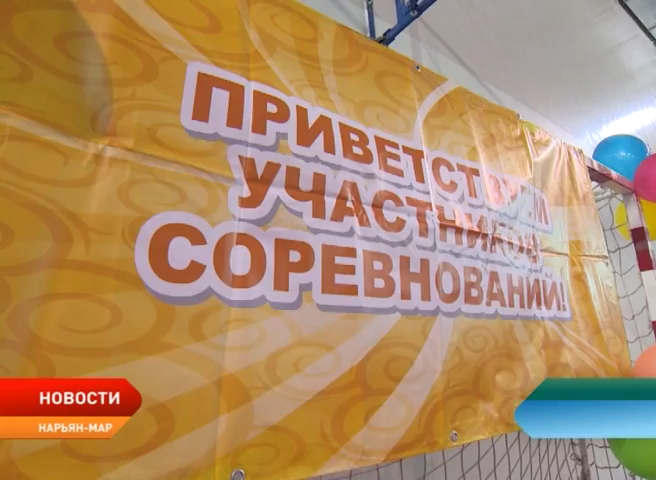 ПРИВЕТСТВУЕМ
УЧАСТНИКОВ
СОРЕВНОВАНИЙ!
НОВОСТИ
НАРЬЯН-МАР